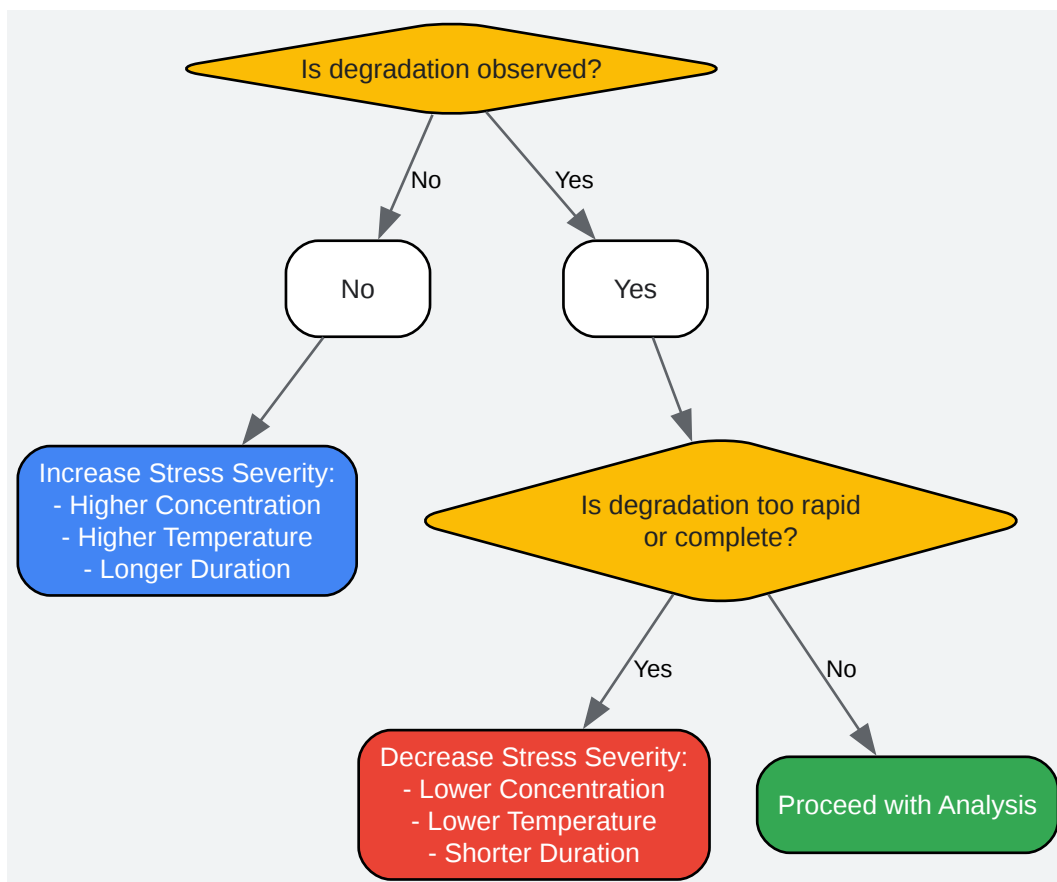 Is degradation observed?
No
Yes
No
Yes
Increase Stress Severity:
- Higher Concentration
- Higher Temperature
- Longer Duration
Is degradation too rapid
or complete?
Yes
No
Decrease Stress Severity:
- Lower Concentration
- Lower Temperature
- Shorter Duration
Proceed with Analysis